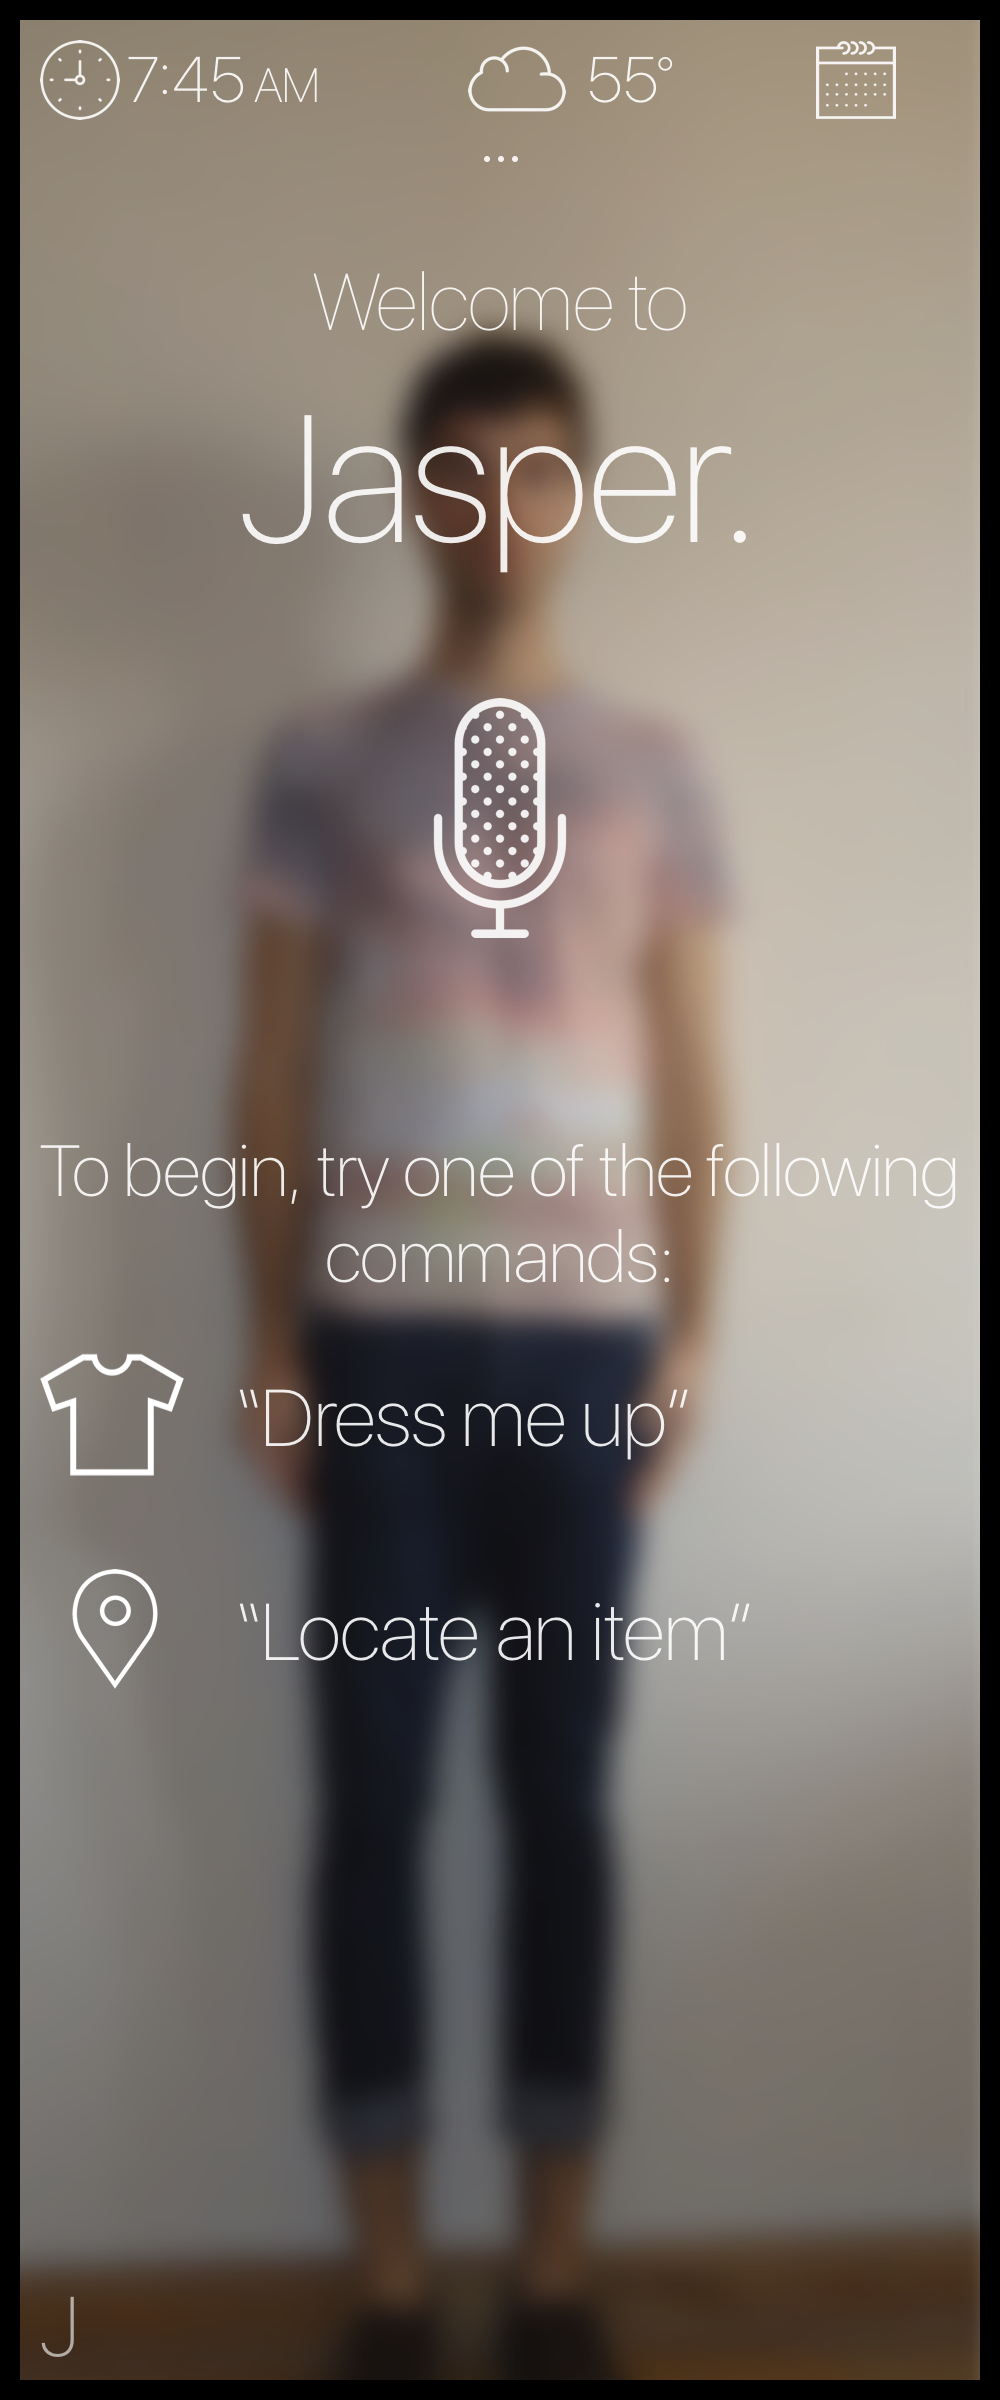 7:45 AM 55°
...
Welcome to
Jasper.
To begin, try one of the following
commands:
“Dress me up”
“Locate an item”
J